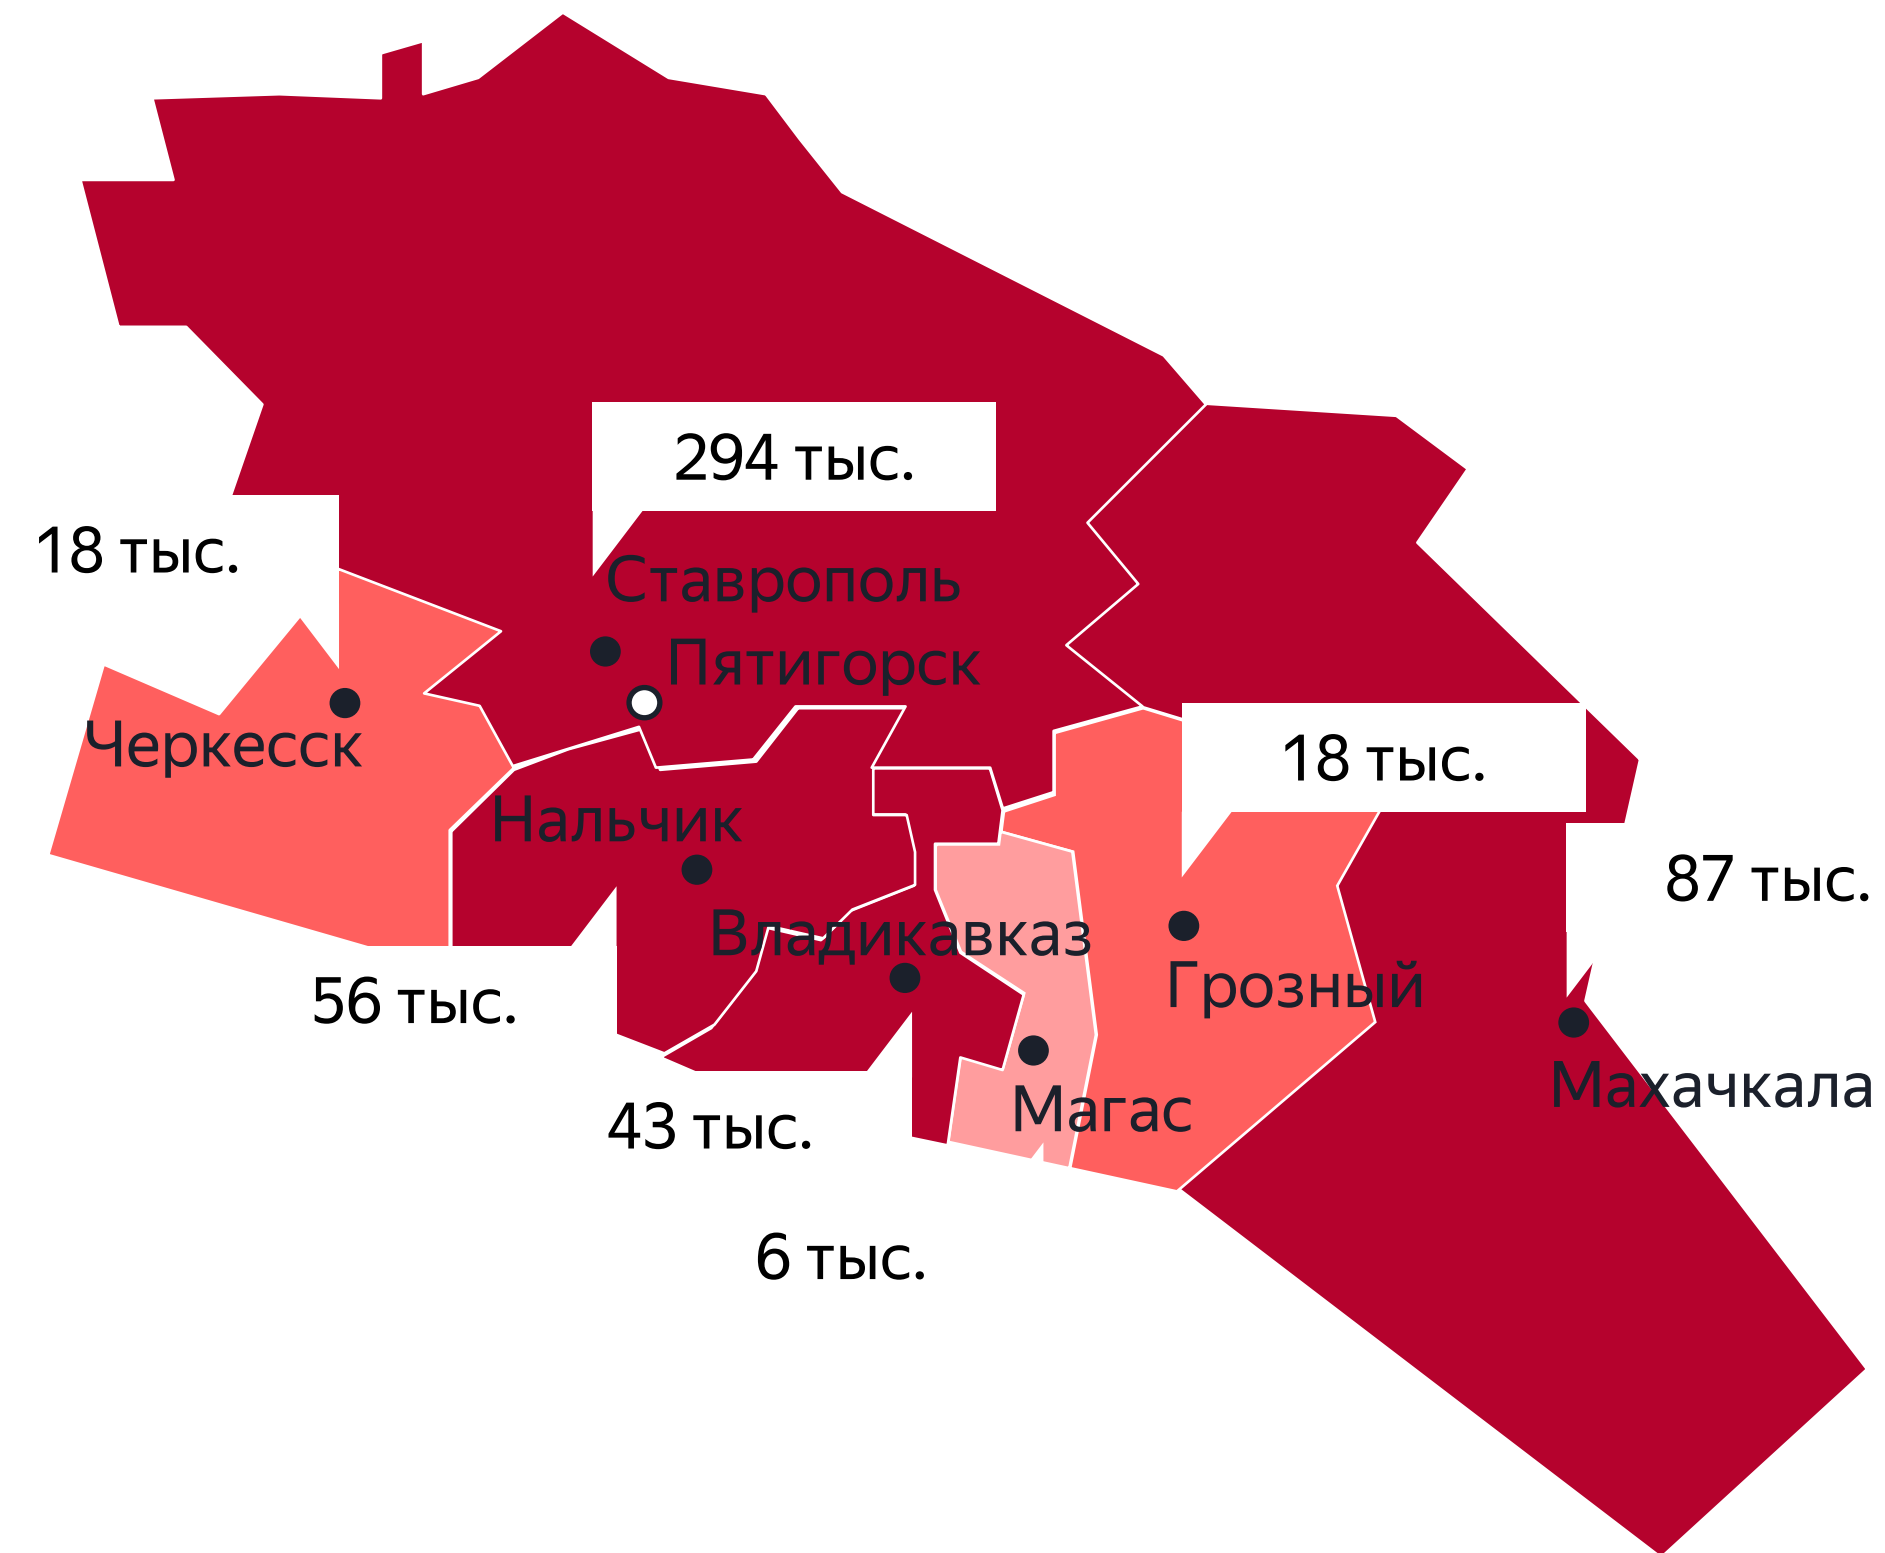 294 тыс.
18 тыс.
Ставрополь
Пятигорск
Черкесск
18 тыс.
Нальчик
87 тыс.
Владикавказ
Грозный
56 тыс.
Махачкала
Магас
43 тыс.
6 тыс.